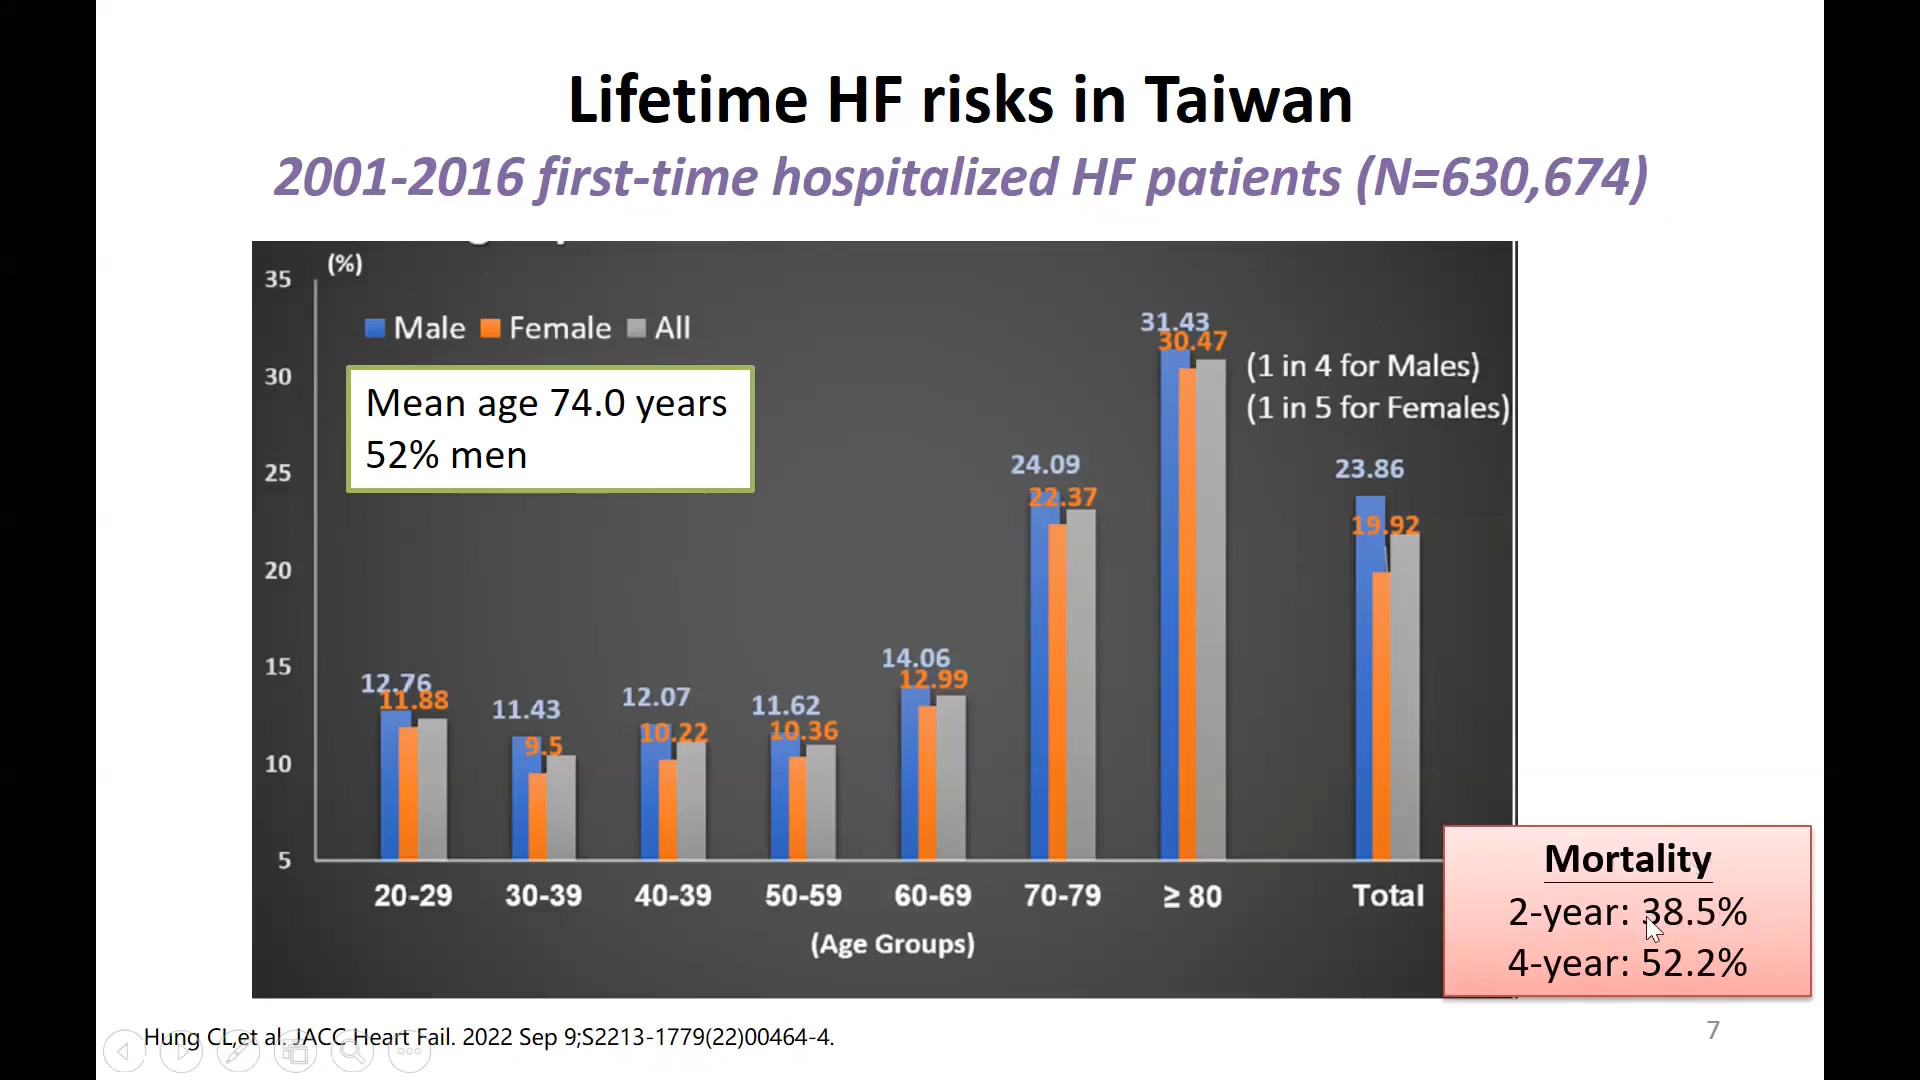 Lifetime HF risks in Taiwan
2001-2016 first-time hospitalized HF patients (N=630,674)
(%)
35
30
25
20
15
10
5
Male Female All
Mean age 74.0 years
52% men
12.76
11.88
11.43
9.5
12.07
10.22
11.62
10.36
14.06
12.99
24.09
22.37
31.43
30.47
(1 in 4 for Males)
(1 in 5 for Females)
23.86
19.92
20-29 30-39 40-39 50-59 60-69 70-79 ≥ 80 Total
(Age Groups)
Mortality
2-year: 38.5%
4-year: 52.2%
Hung CL,et al. JACC Heart Fail. 2022 Sep 9;S2213-1779(22)00464-4.
7